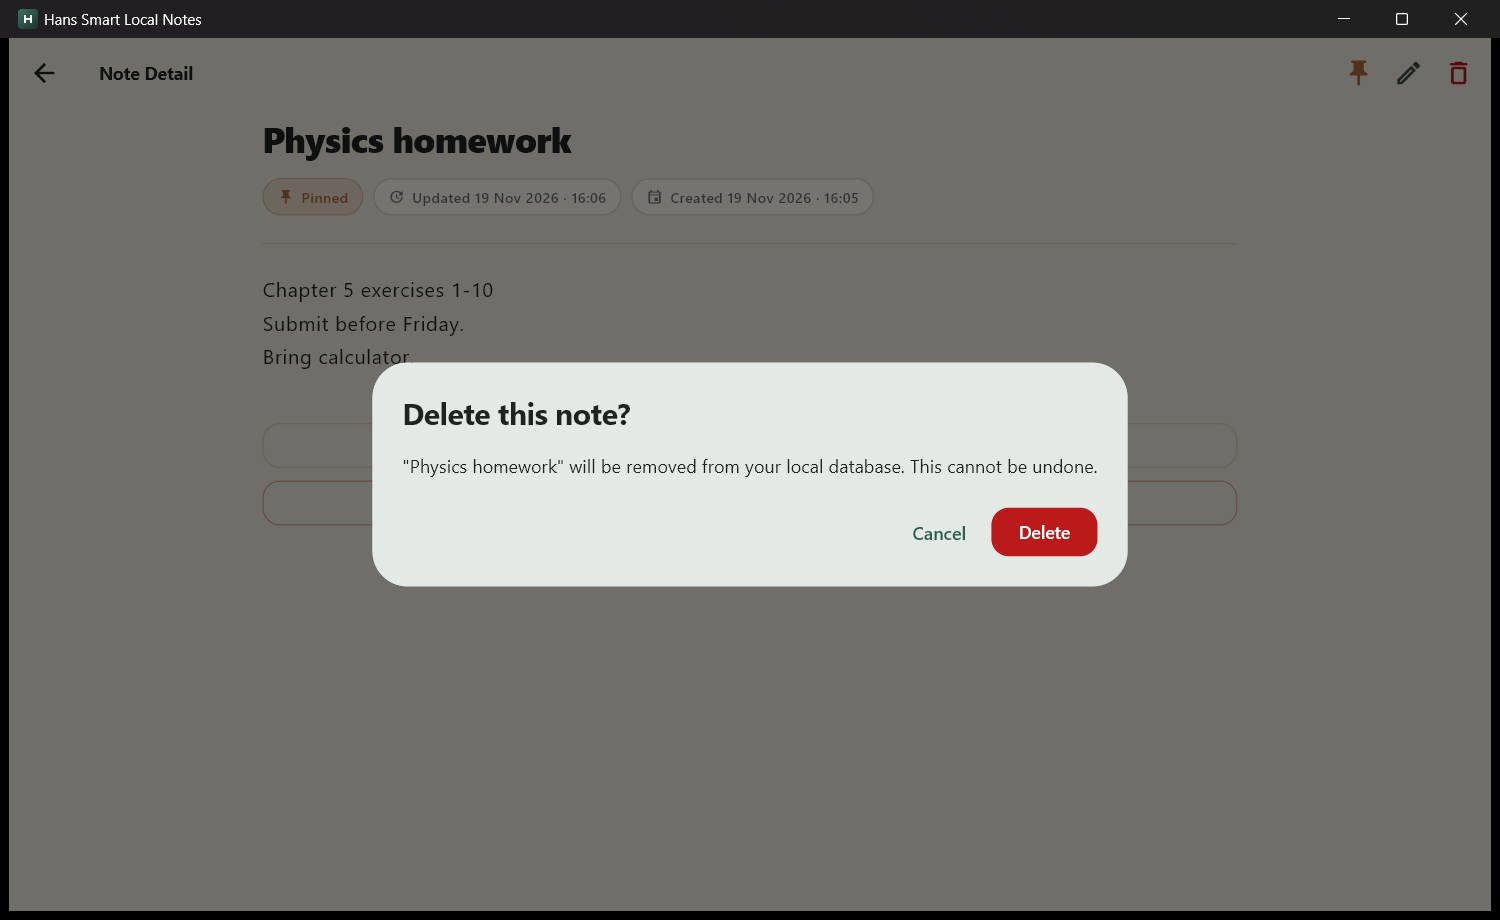 H Hans Smart Local Notes
Note Detail
Physics homework
Pinned
Updated 19 Nov 2026 · 16:06
Created 19 Nov 2026 · 16:05
Chapter 5 exercises 1-10
Submit before Friday.
Bring calculator.
Delete this note?
"Physics homework" will be removed from your local database. This cannot be undone.
Cancel
Delete